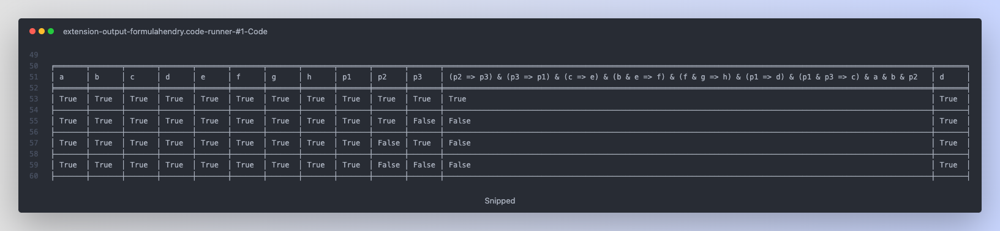 extension-output-formulahendry.code-runner-#1-Code
49
50
51 a b c d e f g h p1 p2 p3 (p2 => p3) & (p3 => p1) & (c => e) & (b & e => f) & (f & g => h) & (p1 => d) & (p1 & p3 => c) & a & b & p2 d
52
53 True True True True True True True True True True True True True
54
55 True True True True True True True True True True False False True
56
57 True True True True True True True True True False True False True
58
59 True True True True True True True True True False False False True
60
Snipped